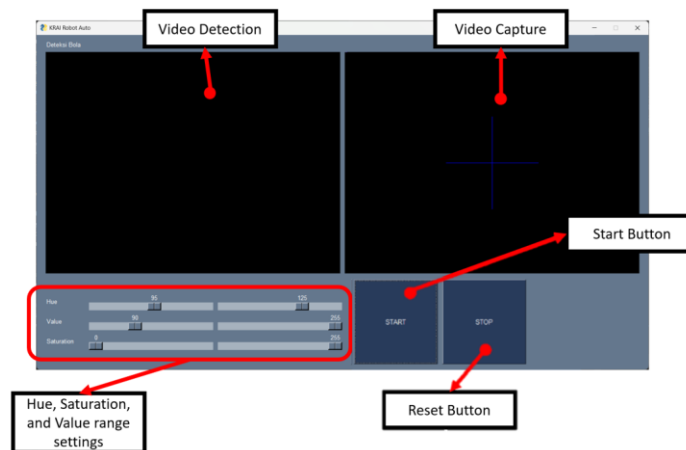 KRAI Robot Auto
Video Detection
Video Capture
Deteksi Bola
Start Button
Hue
95
125
Value
90
255
Saturation
0
255
START
STOP
Hue, Saturation,
and Value range
settings
Reset Button